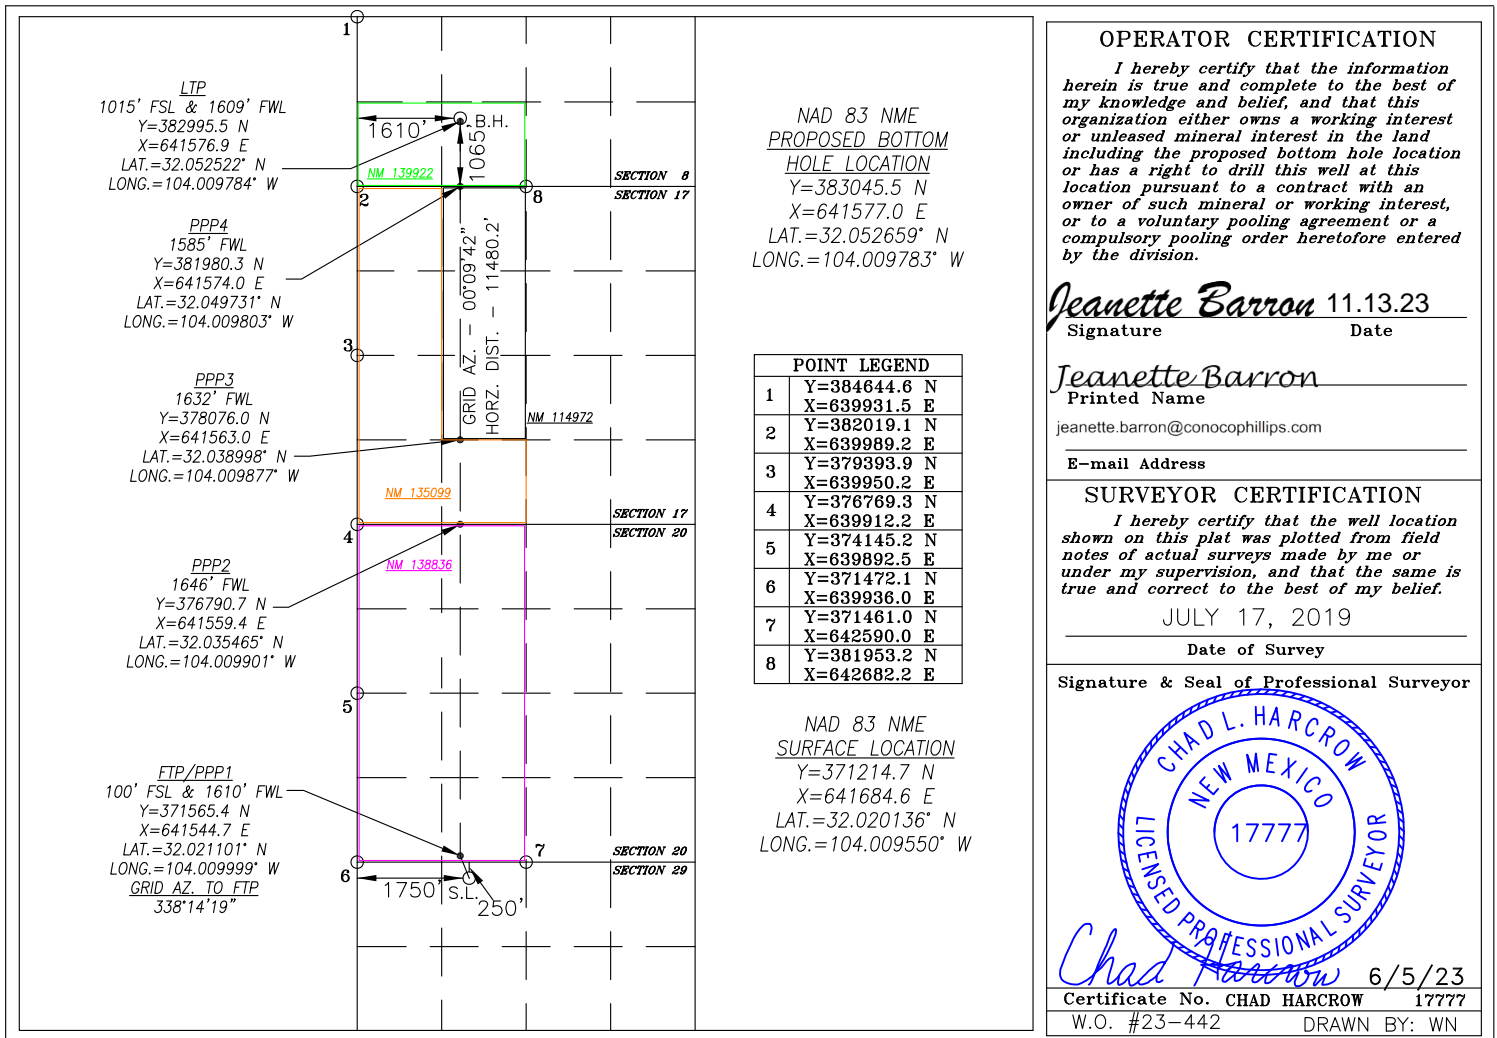 1
LTP
1015' FSL & 1609' FWL
Y=382995.5 N
X=641576.9 E
LAT.=32.052522° N
LONG.=104.009784° W
1610'
B.H.
1065'
NM 139922
SECTION 8
2
8
SECTION 17
PPP4
1585' FWL
Y=381980.3 N
X=641574.0 E
LAT.=32.049731° N
LONG.=104.009803° W
GRID AZ. – 00°09'42"
HORZ. DIST. – 11480.2'
3
PPP3
1632' FWL
Y=378076.0 N
X=641563.0 E
LAT.=32.038998° N
LONG.=104.009877° W
NM 114972
NM 135099
SECTION 17
4
SECTION 20
NM 138836
PPP2
1646' FWL
Y=376790.7 N
X=641559.4 E
LAT.=32.035465° N
LONG.=104.009901° W
5
FTP/PPP1
100' FSL & 1610' FWL
Y=371565.4 N
X=641544.7 E
LAT.=32.021101° N
LONG.=104.009999° W
GRID AZ. TO FTP
338°14'19"
7
SECTION 20
6
SECTION 29
1750'
S.L.
250'
NAD 83 NME
PROPOSED BOTTOM
HOLE LOCATION
Y=383045.5 N
X=641577.0 E
LAT.=32.052659° N
LONG.=104.009783° W
POINT LEGEND
1 Y=384644.6 N
X=639931.5 E
2 Y=382019.1 N
X=639989.2 E
3 Y=379393.9 N
X=639950.2 E
4 Y=376769.3 N
X=639912.2 E
5 Y=374145.2 N
X=639892.5 E
6 Y=371472.1 N
X=639936.0 E
7 Y=371461.0 N
X=642590.0 E
8 Y=381953.2 N
X=642682.2 E
NAD 83 NME
SURFACE LOCATION
Y=371214.7 N
X=641684.6 E
LAT.=32.020136° N
LONG.=104.009550° W
OPERATOR CERTIFICATION
I hereby certify that the information
herein is true and complete to the best of
my knowledge and belief, and that this
organization either owns a working interest
or unleased mineral interest in the land
including the proposed bottom hole location
or has a right to drill this well at this
location pursuant to a contract with an
owner of such mineral or working interest,
or to a voluntary pooling agreement or a
compulsory pooling order heretofore entered
by the division.
Jeanette Barron 11.13.23
Signature Date
Jeanette Barron
Printed Name
jeanette.barron@conocophillips.com
E-mail Address
SURVEYOR CERTIFICATION
I hereby certify that the well location
shown on this plat was plotted from field
notes of actual surveys made by me or
under my supervision, and that the same is
true and correct to the best of my belief.
JULY 17, 2019
Date of Survey
Signature & Seal of Professional Surveyor
CHAD L. HARCROW
NEW MEXICO
17777
LICENSED PROFESSIONAL SURVEYOR
Chad Harcrow 6/5/23
Certificate No. CHAD HARCROW 17777
W.O. #23-442 DRAWN BY: WN